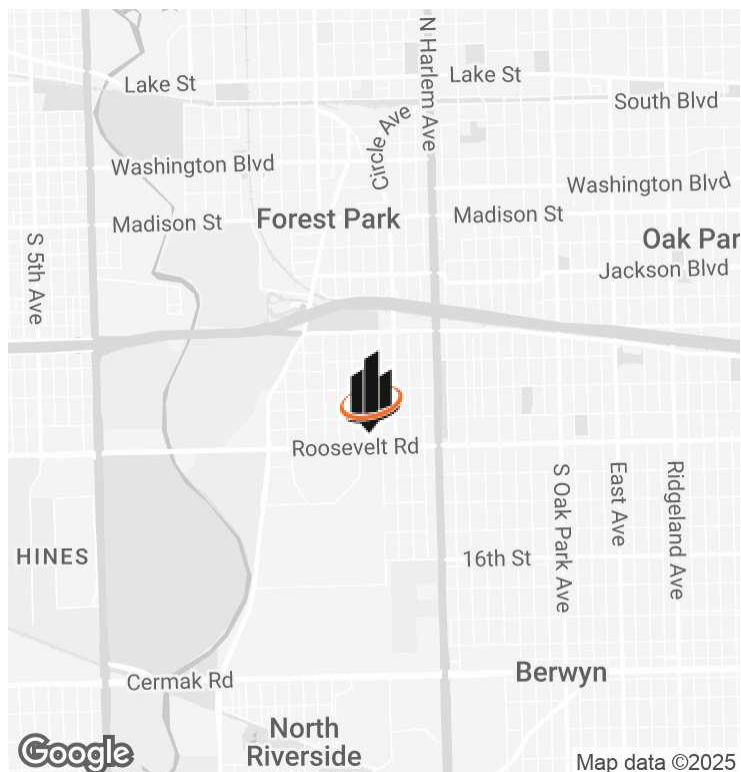 N Harlem Ave
Lake St
Lake St
South Blvd
Circle Ave
Washington Blvd
Washington Blvd
Madison St
Forest Park
Madison St
Oak Par
S 5th Ave
Jackson Blvd
Roosevelt Rd
S Oak Park Ave
East Ave
Ridgeland Ave
HINES
16th St
Cermak Rd
Berwyn
North
Riverside
Google
Map data ©2025